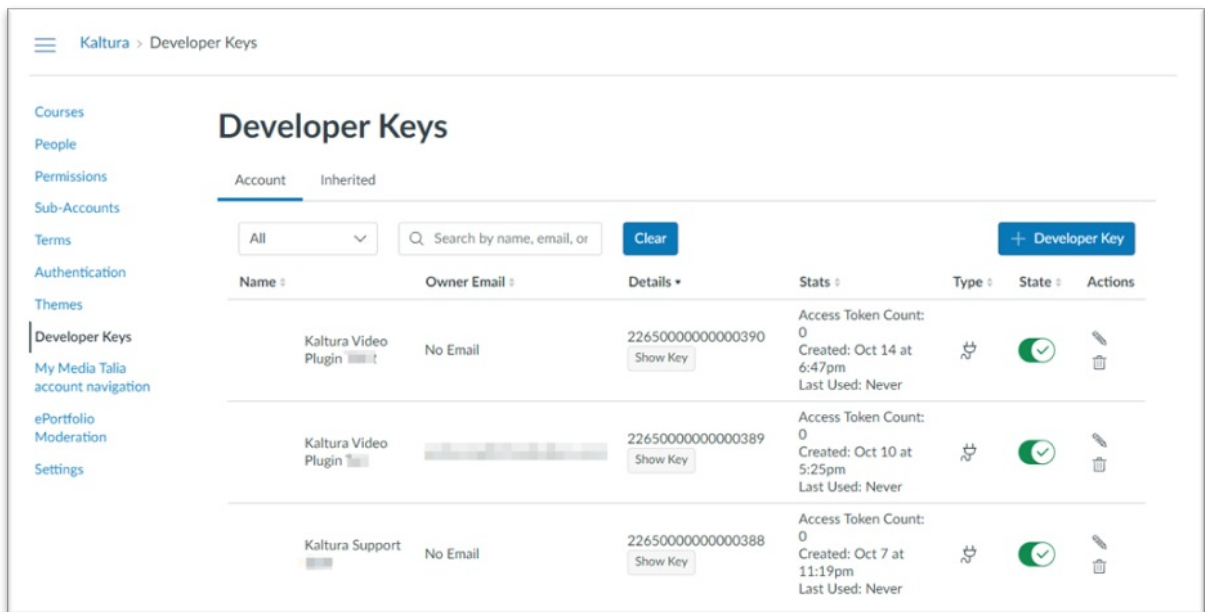 Kaltura > Developer Keys
Courses
People
Permissions
Sub-Accounts
Terms
Authentication
Themes
Developer Keys
My Media Talia
account navigation
ePortfolio
Moderation
Settings
Developer Keys
Account Inherited
All Search by name, email, or Clear + Developer Key
Name Owner Email Details Stats Type State Actions
Kaltura Video
Plugin
No Email
22650000000000390
Show Key
Access Token Count:
0
Created: Oct 14 at
6:47pm
Last Used: Never
Kaltura Video
Plugin
22650000000000389
Show Key
Access Token Count:
0
Created: Oct 10 at
5:25pm
Last Used: Never
Kaltura Support
No Email
22650000000000388
Show Key
Access Token Count:
0
Created: Oct 7 at
11:19pm
Last Used: Never